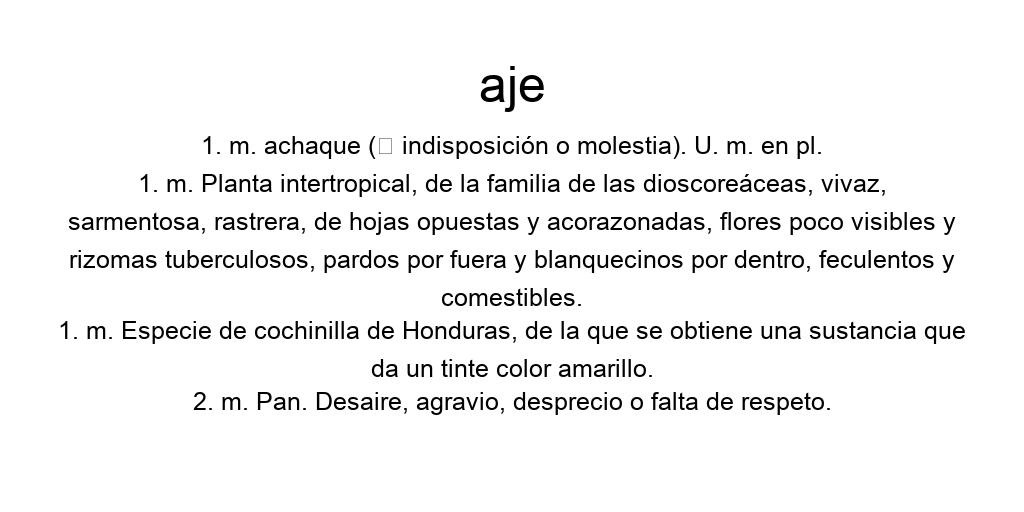 aje
1. m. achaque (□ indisposición o molestia). U. m. en pl.
1. m. Planta intertropical, de la familia de las dioscoreáceas, vivaz,
sarmentosa, rastrera, de hojas opuestas y acorazonadas, flores poco visibles y
rizomas tuberculosos, pardos por fuera y blanquecinos por dentro, feculentos y
comestibles.
1. m. Especie de cochinilla de Honduras, de la que se obtiene una sustancia que
da un tinte color amarillo.
2. m. Pan. Desaire, agravio, desprecio o falta de respeto.